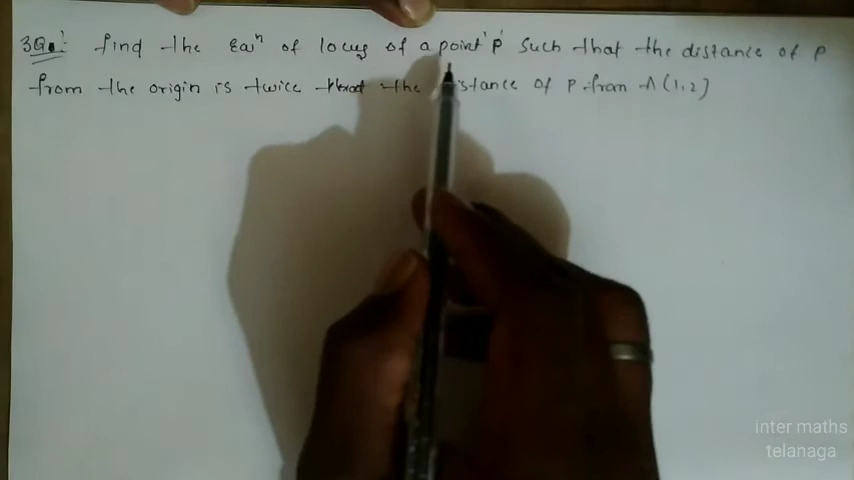 3Q: find the Eqn of locus of a point 'P' such that the distance of P
from the origin is twice the distance of P from A(1,2)
inter maths
telanaga